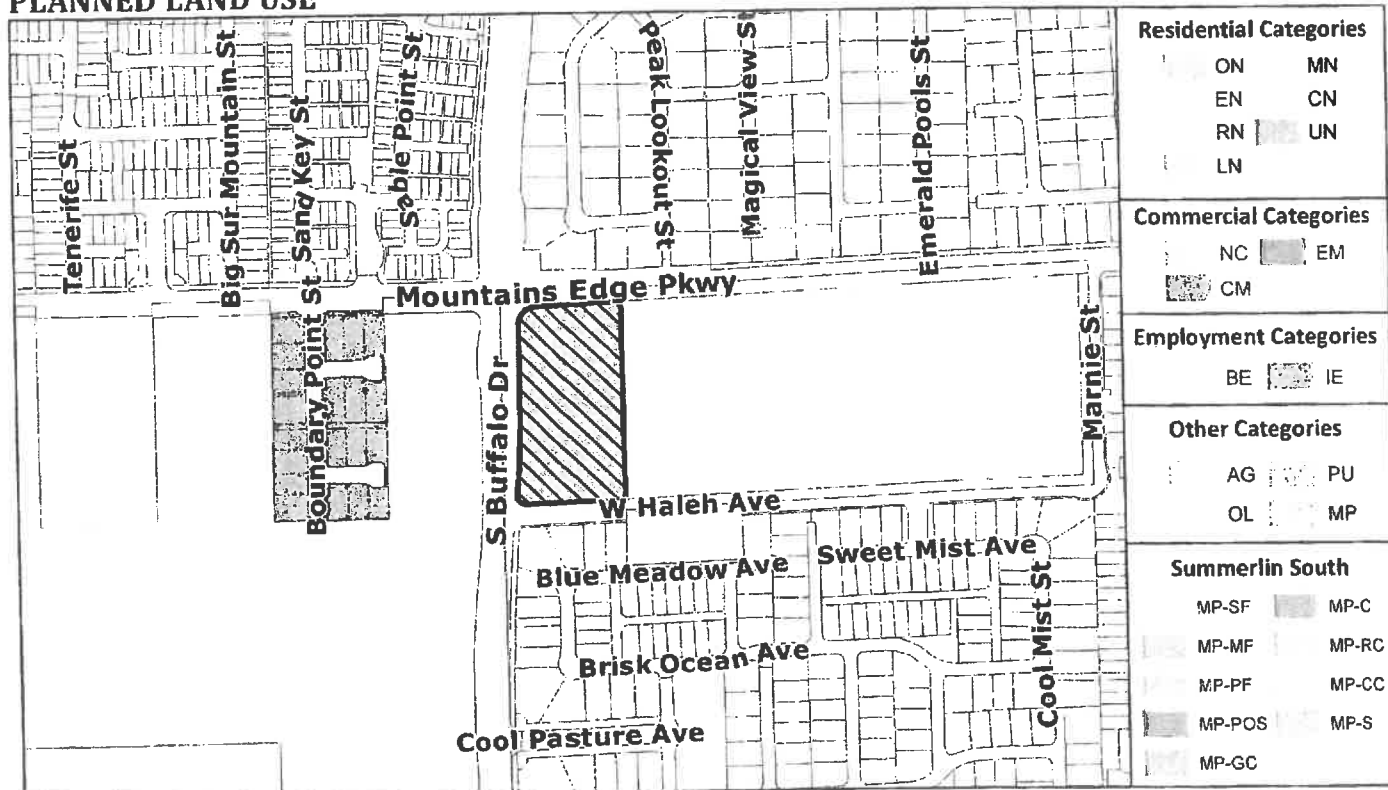 PLANNED LAND USE
Tenerife St
Big Sur Mountain St
Sand Key St
Sable Point St
Peak Lookout St
Magical View St
Emerald Pools St
Mountains Edge Pkwy
Boundary Point St
S Buffalo Dr
Marnie St
W Haleh Ave
Blue Meadow Ave
Sweet Mist Ave
Brisk Ocean Ave
Cool Mist St
Cool Pasture Ave
Residential Categories
ON MN
EN CN
RN UN
LN
Commercial Categories
NC EM
CM
Employment Categories
BE IE
Other Categories
AG PU
OL MP
Summerlin South
MP-SF MP-C
MP-MF MP-RC
MP-PF MP-CC
MP-POS MP-S
MP-GC